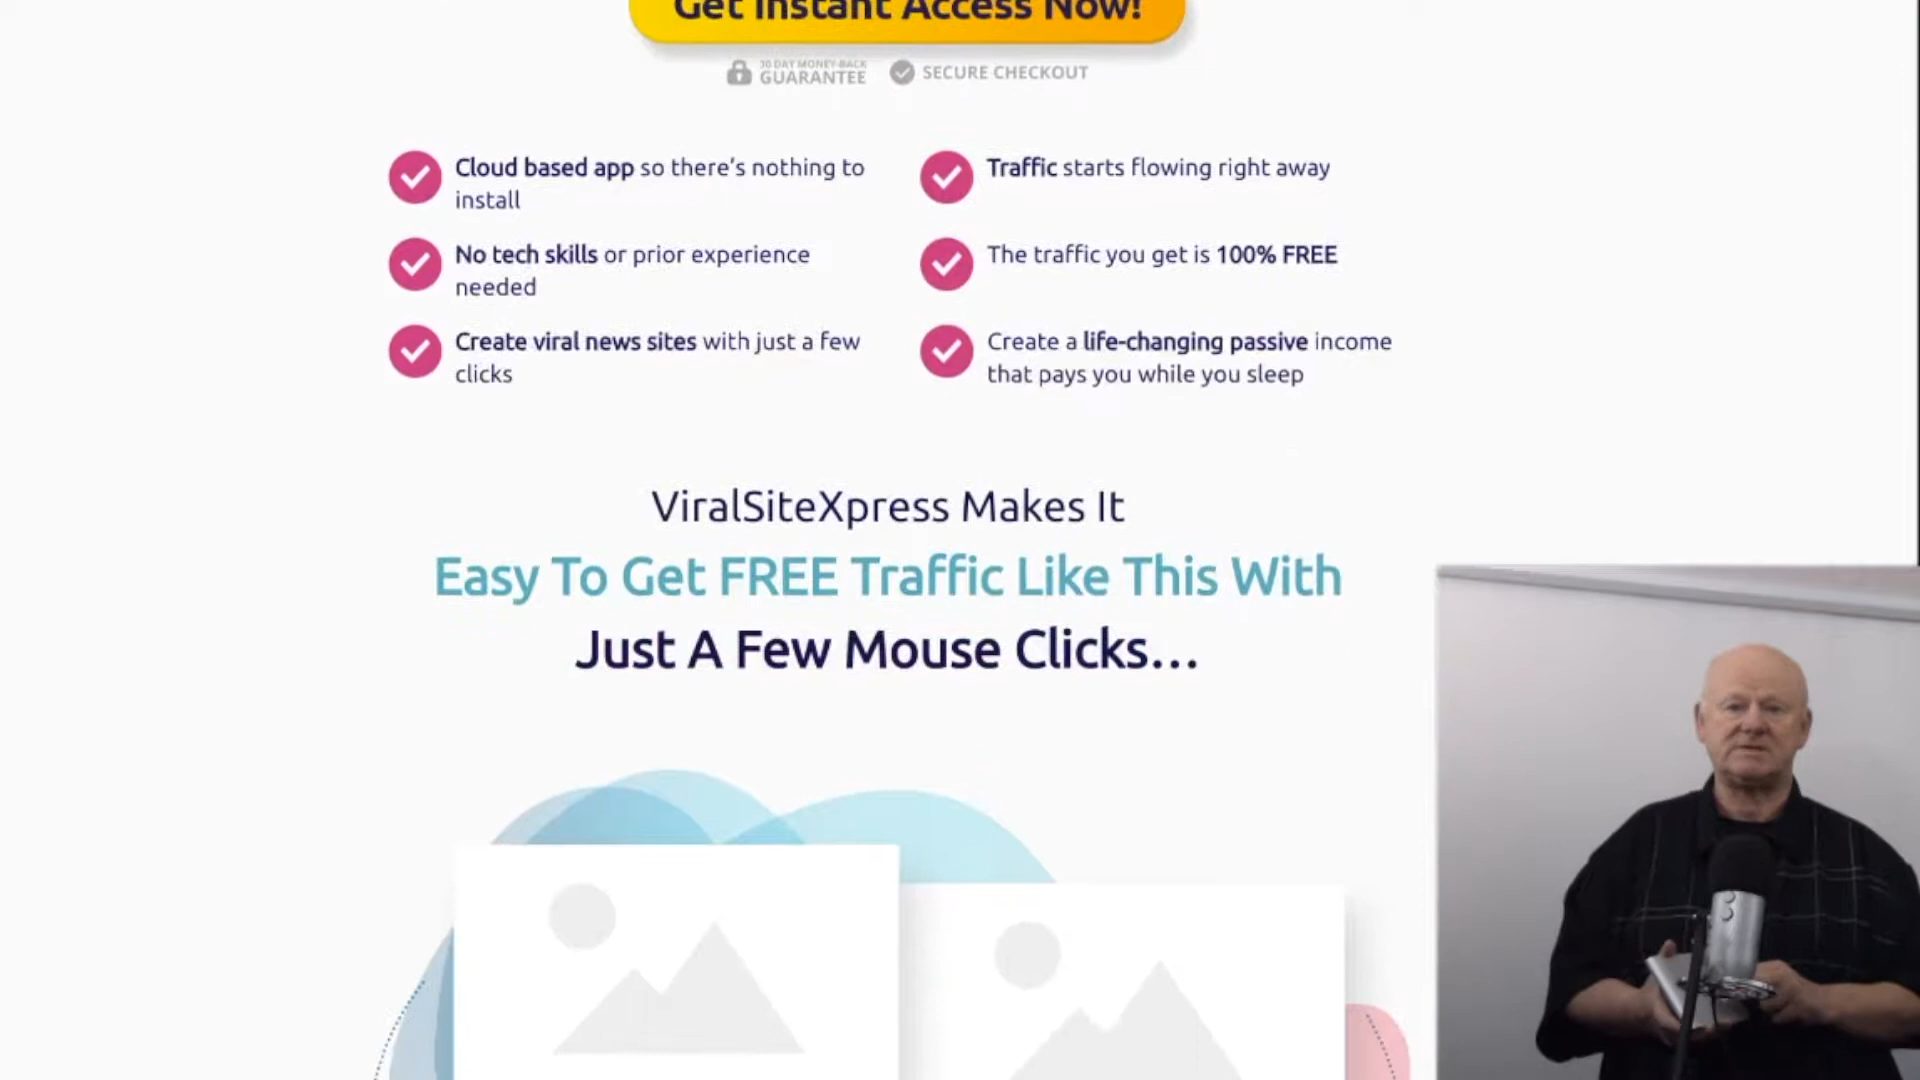 Get Instant Access Now!
30 DAY MONEY-BACK
GUARANTEE
SECURE CHECKOUT
Cloud based app so there's nothing to
install
No tech skills or prior experience
needed
Create viral news sites with just a few
clicks
Traffic starts flowing right away
The traffic you get is 100% FREE
Create a life-changing passive income
that pays you while you sleep
ViralSiteXpress Makes It
Easy To Get FREE Traffic Like This With
Just A Few Mouse Clicks...